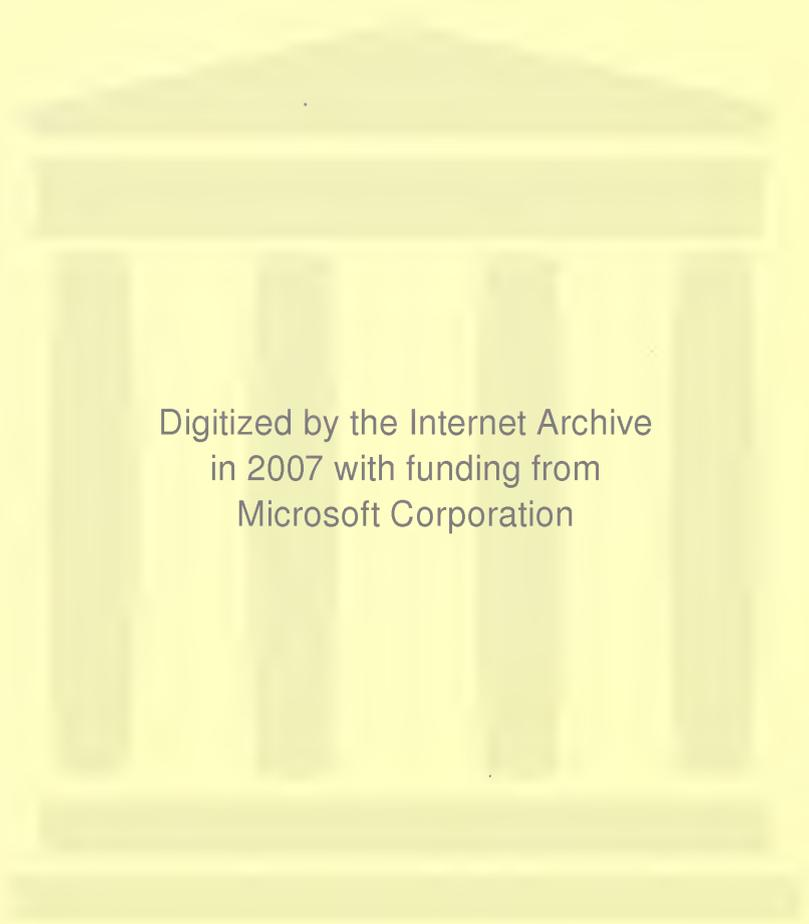 Digitized by the Internet Archive
in 2007 with funding from
Microsoft Corporation